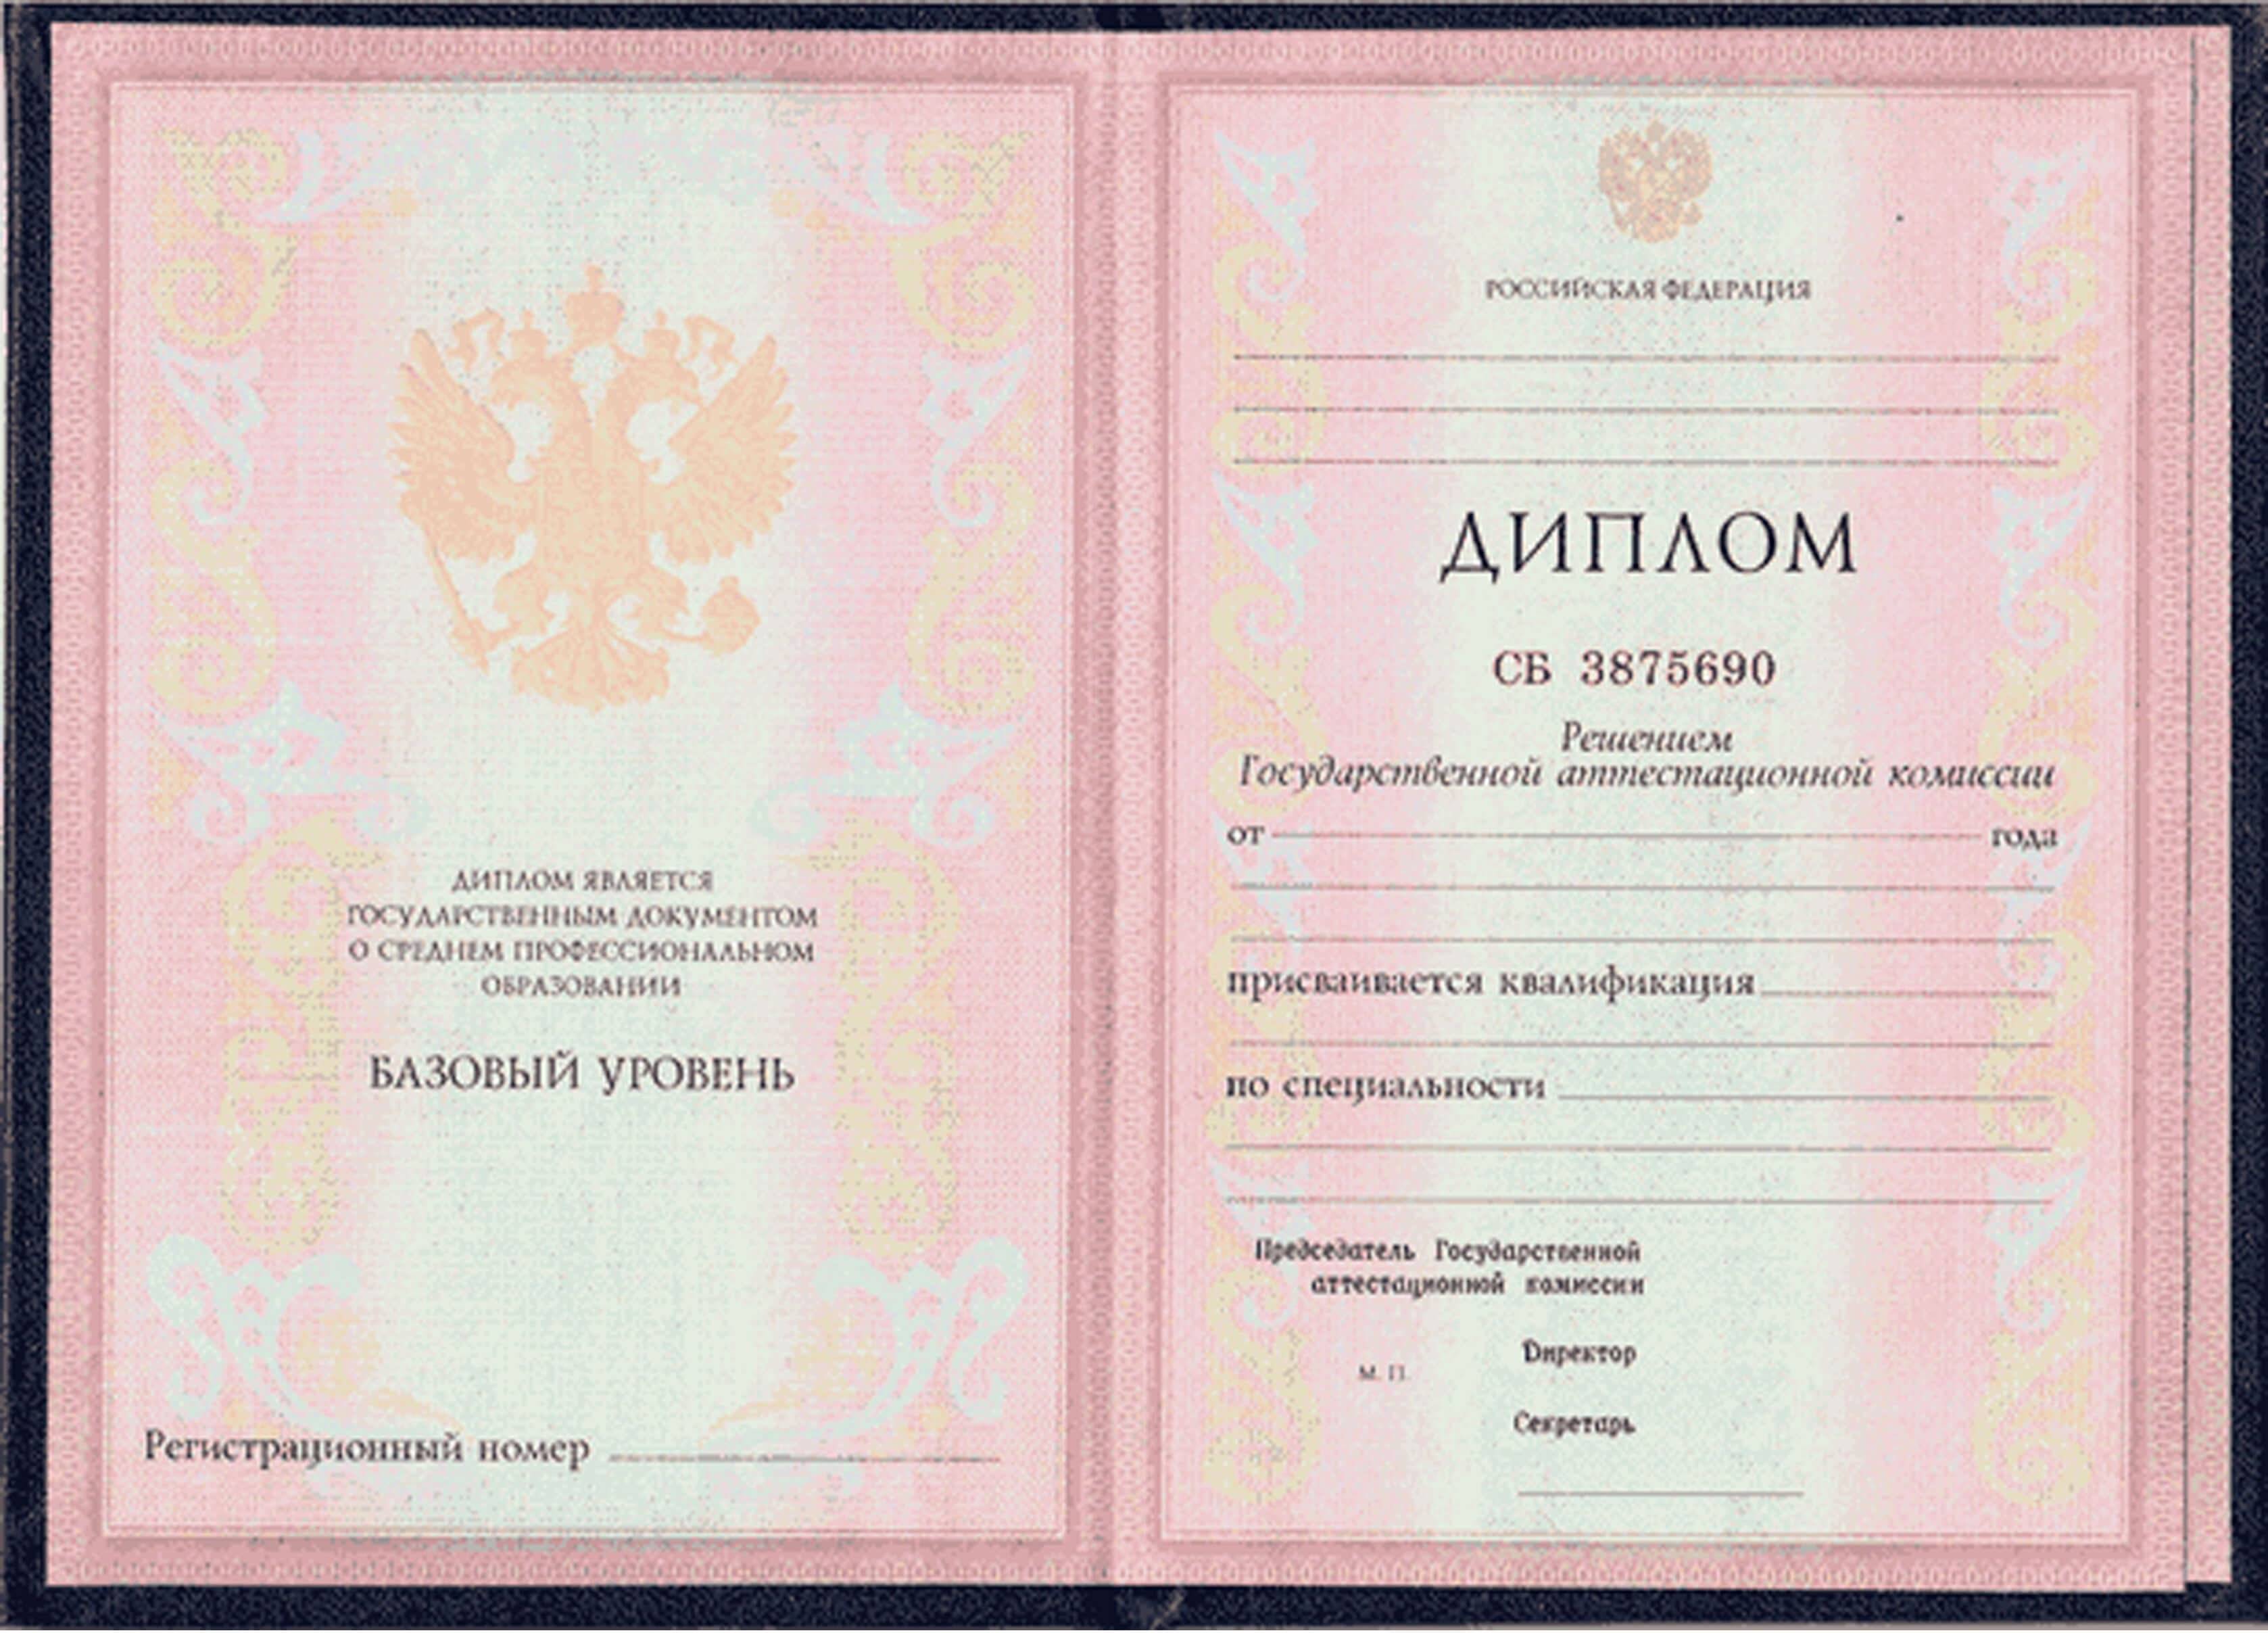 ДИПЛОМ ЯВЛЯЕТСЯ
ГОСУДАРСТВЕННЫМ ДОКУМЕНТОМ
О СРЕДНЕМ ПРОФЕССИОНАЛЬНОМ
ОБРАЗОВАНИИ
БАЗОВЫЙ УРОВЕНЬ
Регистрационный номер
РОССИЙСКАЯ ФЕДЕРАЦИЯ
ДИПЛОМ
СБ 3875690
Решением
Государственной аттестационной комиссии
от года
присваивается квалификация
по специальности
Председатель Государственной
аттестационной комиссии
Директор
М. П.
Секретарь